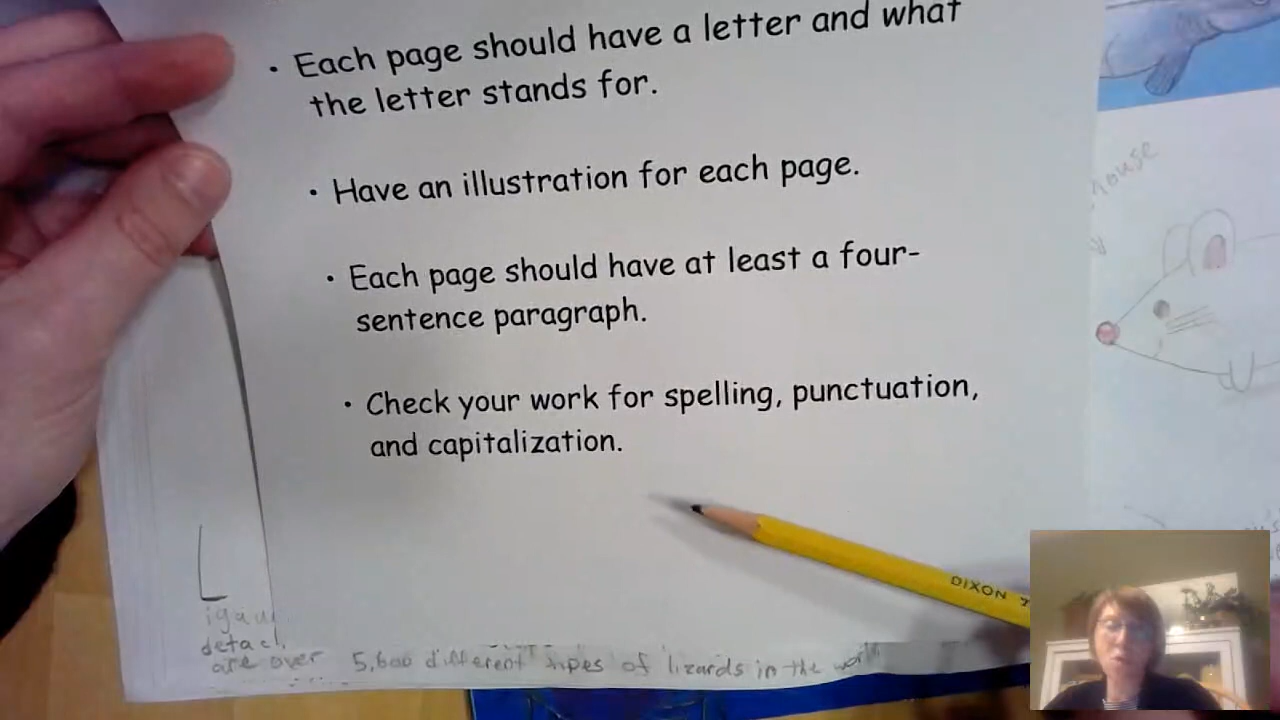 • Each page should have a letter and what
the letter stands for.
• Have an illustration for each page.
• Each page should have at least a four-
sentence paragraph.
• Check your work for spelling, punctuation,
and capitalization.
mouse
DIXON
L
detach
are over 5,600 different types of lizards in the world